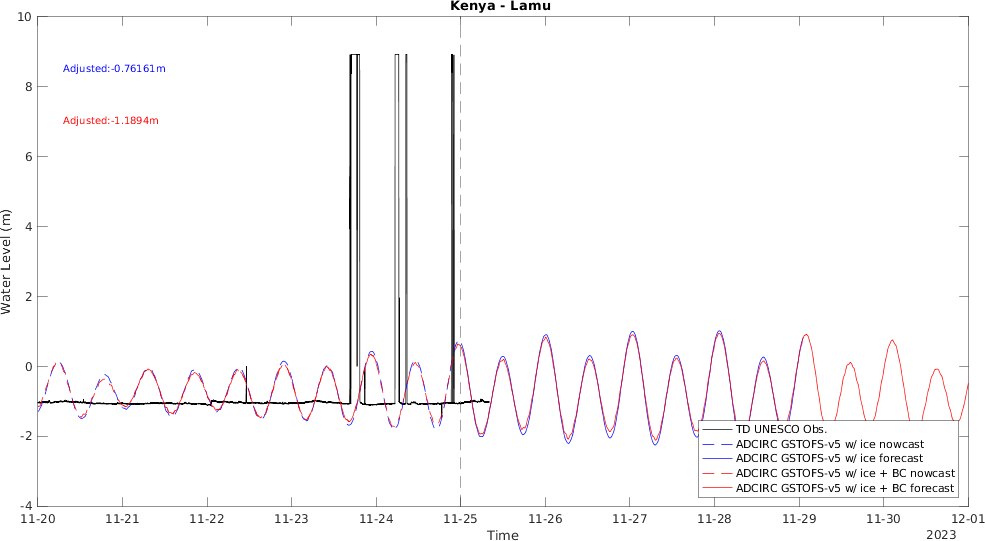 Kenya - Lamu
10
8
6
4
2
0
-2
-4
Water Level (m)
Adjusted:-0.76161m
Adjusted:-1.1894m
TD UNESCO Obs.
ADCIRC GSTOFS-v5 w/ ice nowcast
ADCIRC GSTOFS-v5 w/ ice forecast
ADCIRC GSTOFS-v5 w/ ice + BC nowcast
ADCIRC GSTOFS-v5 w/ ice + BC forecast
11-20 11-21 11-22 11-23 11-24 11-25 11-26 11-27 11-28 11-29 11-30 12-01
Time
2023